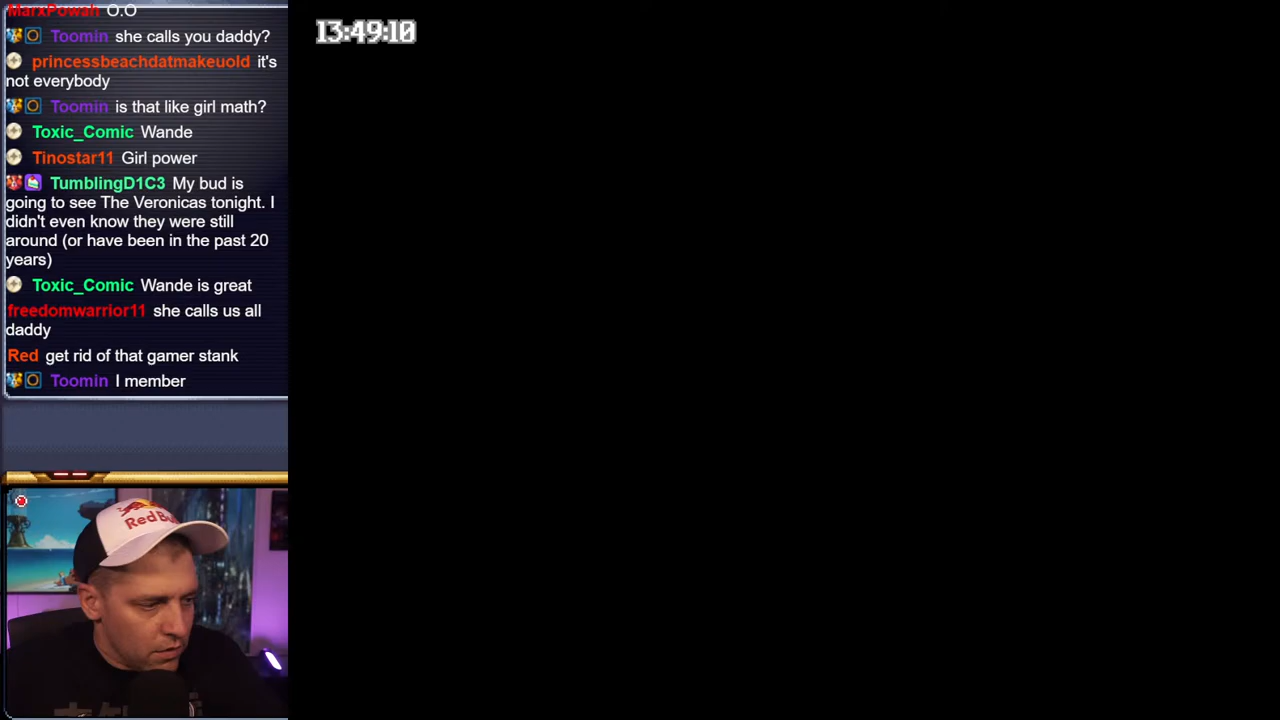 MarxPowah O.O
13:49:10
Toomin she calls you daddy?
princessbeachdatmakeuold it's
not everybody
Toomin is that like girl math?
Toxic_Comic Wande
Tinostar11 Girl power
TumblingD1C3 My bud is
going to see The Veronicas tonight. I
didn't even know they were still
around (or have been in the past 20
years)
Toxic_Comic Wande is great
freedomwarrior11 she calls us all
daddy
Red get rid of that gamer stank
Toomin I member
RedBu